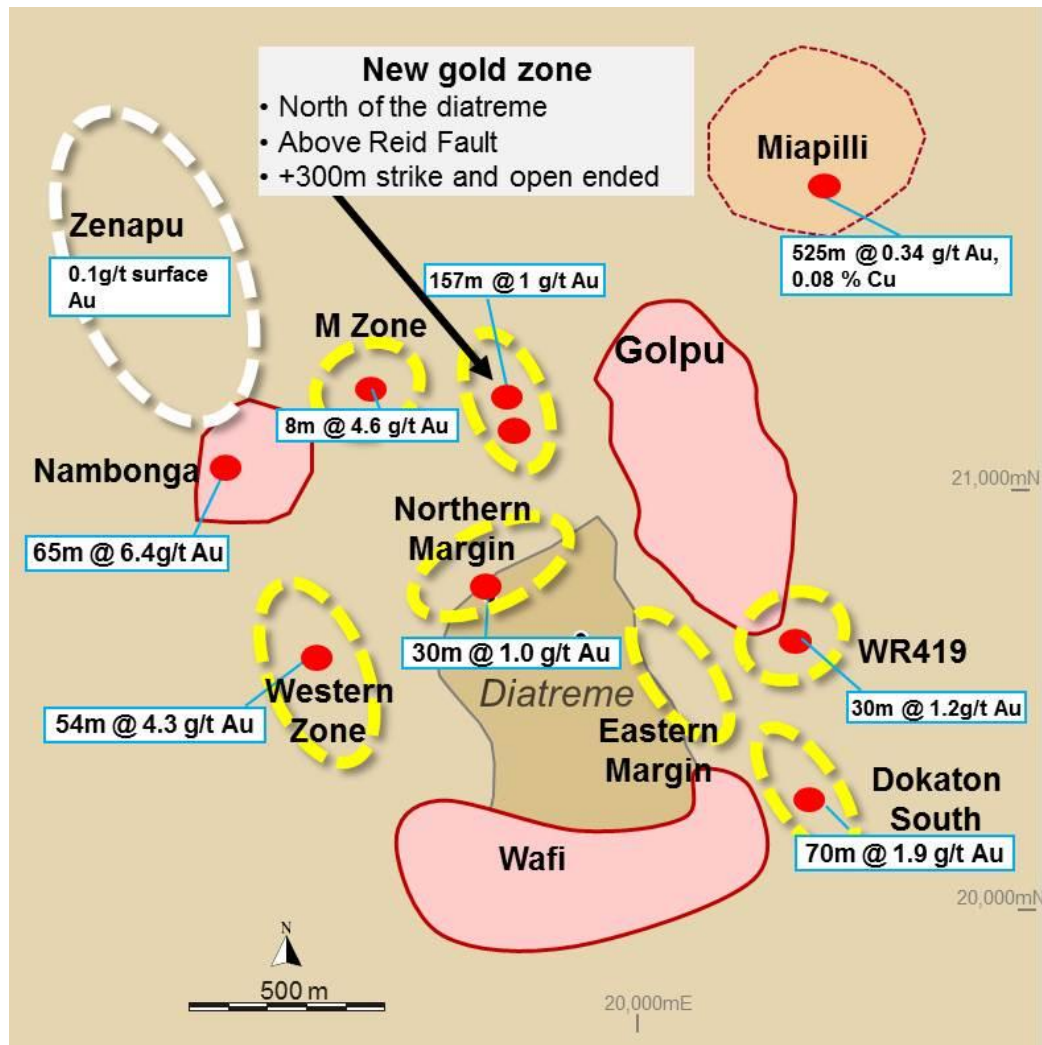 New gold zone
• North of the diatreme
• Above Reid Fault
• +300m strike and open ended
Miapilli
525m @ 0.34 g/t Au,
0.08 % Cu
Zenapu
0.1g/t surface
Au
157m @ 1 g/t Au
M Zone
8m @ 4.6 g/t Au
Golpu
Nambonga
65m @ 6.4g/t Au
21,000mN
Northern
Margin
30m @ 1.0 g/t Au
Diatreme
Western
Zone
54m @ 4.3 g/t Au
WR419
30m @ 1.2g/t Au
Eastern
Margin
Dokaton
South
70m @ 1.9 g/t Au
Wafi
20,000mN
N
500 m
20,000mE